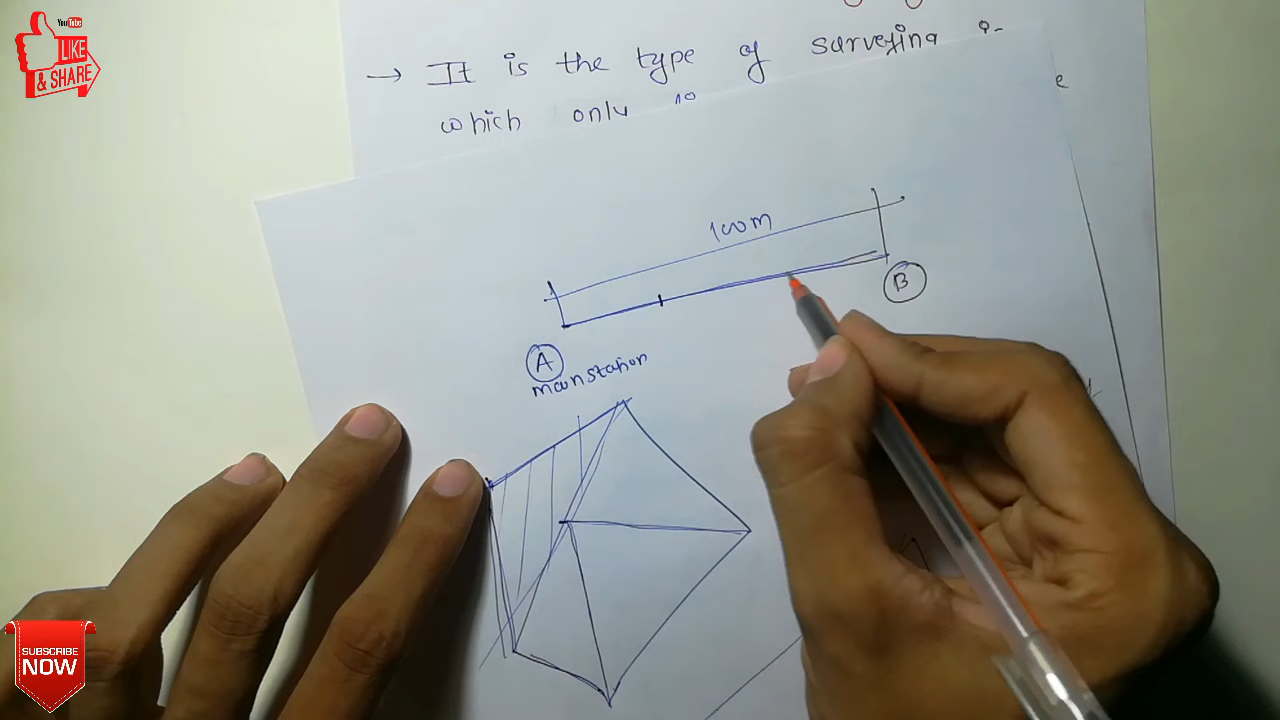 YouTube
LIKE
& SHARE
→ It is the type of surveying
which only
100m
B
A
main station
SUBSCRIBE
NOW